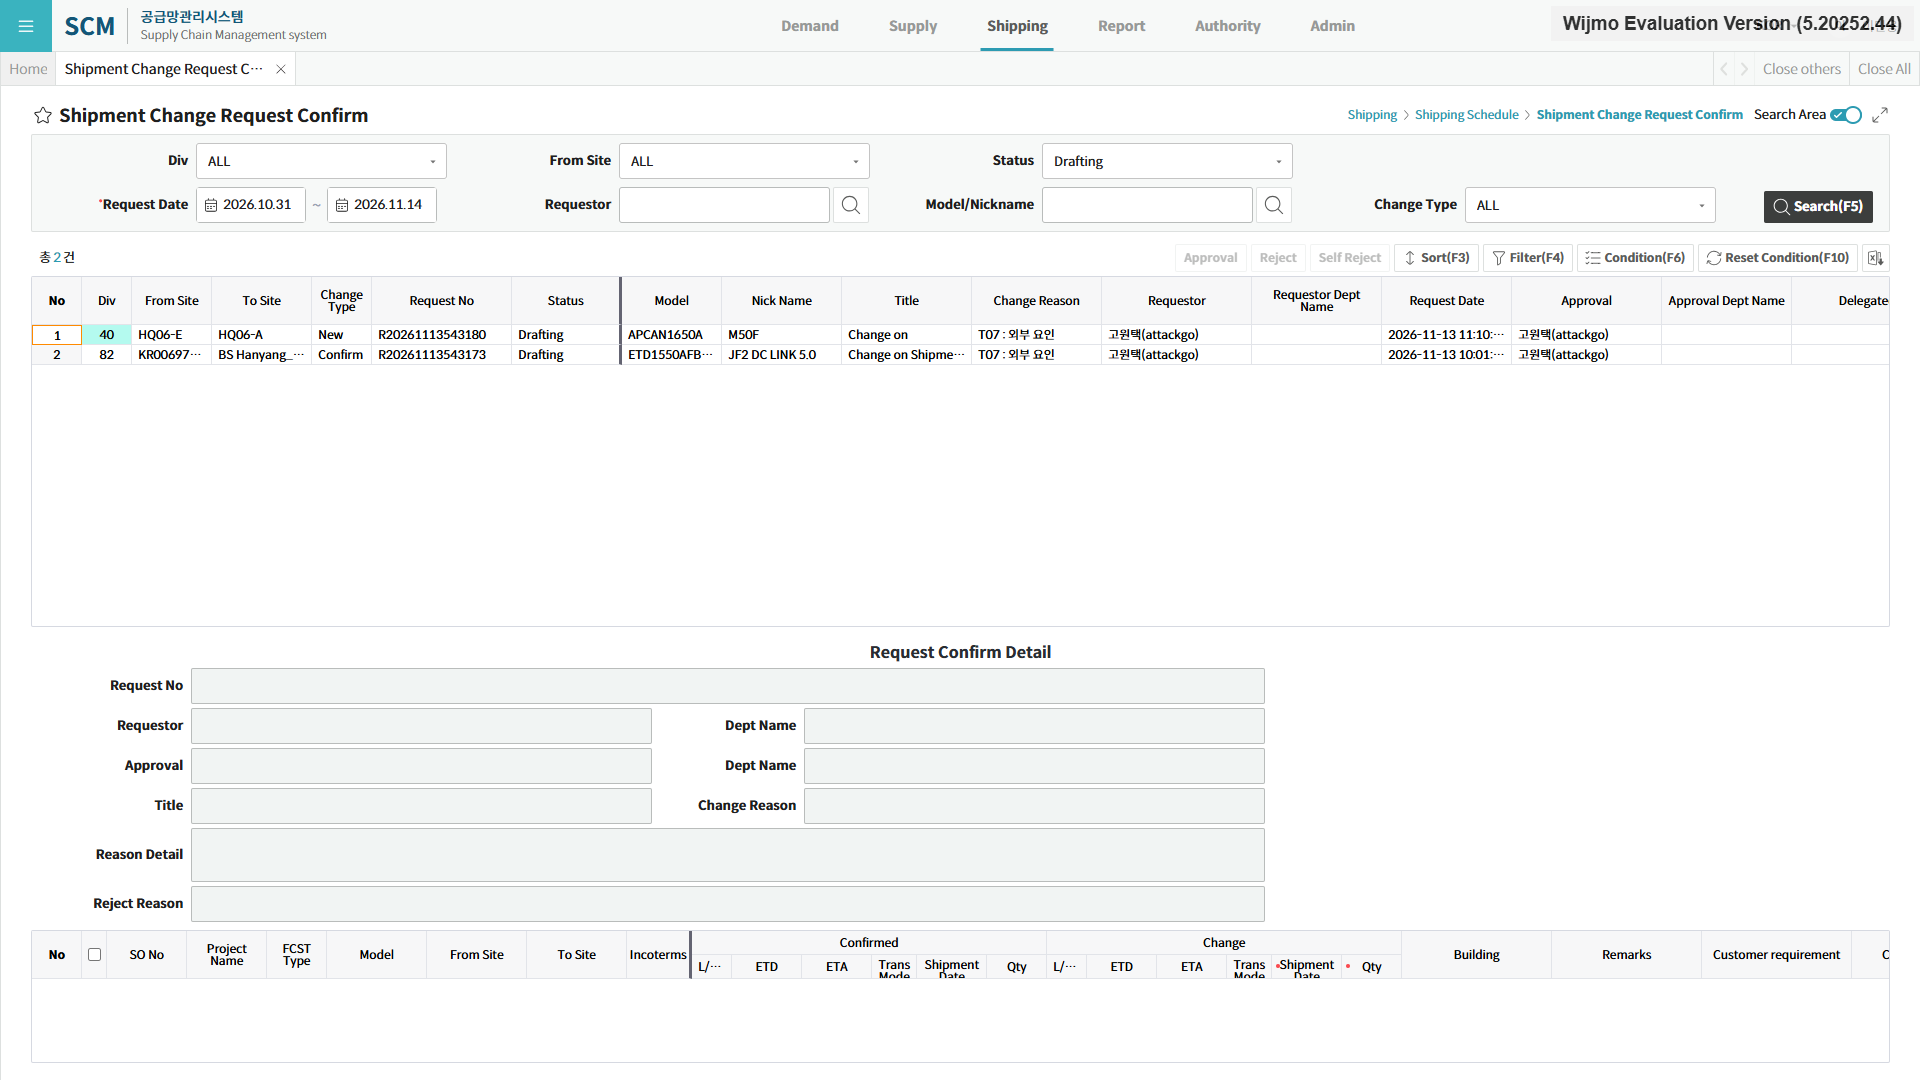 SCM 공급망관리시스템
Supply Chain Management system
Demand Supply Shipping Report Authority Admin
Wijmo Evaluation Version (5.20252.44)
Home Shipment Change Request C··· Close others Close All
Shipment Change Request Confirm
Shipping > Shipping Schedule > Shipment Change Request Confirm Search Area
Div ALL From Site ALL Status Drafting
*Request Date 2026.10.31 ~ 2026.11.14 Requestor Model/Nickname Change Type ALL Search(F5)
총 2 건 Approval Reject Self Reject Sort(F3) Filter(F4) Condition(F6) Reset Condition(F10)
No Div From Site To Site Change Type Request No Status Model Nick Name Title Change Reason Requestor Requestor Dept Name Request Date Approval Approval Dept Name Delegate
1 40 HQ06-E HQ06-A New R20261113543180 Drafting APCAN1650A M50F Change on T07 : 외부 요인 고원택(attackgo) 2026-11-13 11:10:··· 고원택(attackgo)
2 82 KR00697··· BS Hanyang_··· Confirm R20261113543173 Drafting ETD1550AFB··· JF2 DC LINK 5.0 Change on Shipme··· T07 : 외부 요인 고원택(attackgo) 2026-11-13 10:01:··· 고원택(attackgo)
Request Confirm Detail
Request No
Requestor Dept Name
Approval Dept Name
Title Change Reason
Reason Detail
Reject Reason
No SO No Project Name FCST Type Model From Site To Site Incoterms Confirmed Change Building Remarks Customer requirement C
L/··· ETD ETA Trans Mode Shipment Date Qty L/··· ETD ETA Trans Mode Shipment Date Qty